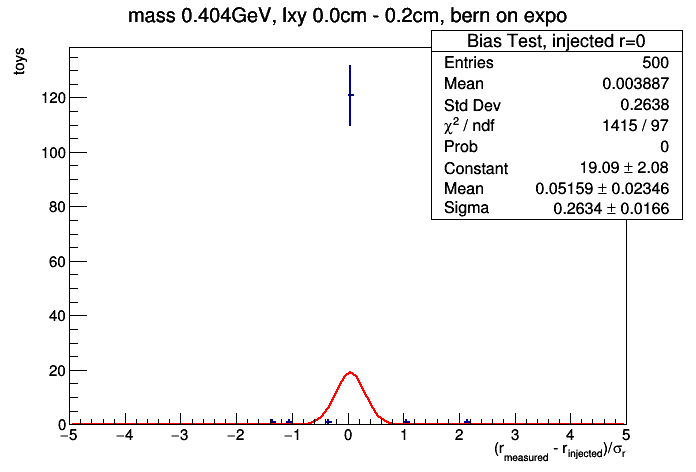 mass 0.404GeV, lxy 0.0cm - 0.2cm, bern on expo
toys
Bias Test, injected r=0
Entries 500
Mean 0.003887
Std Dev 0.2638
χ² / ndf 1415 / 97
Prob 0
Constant 19.09 ± 2.08
Mean 0.05159 ± 0.02346
Sigma 0.2634 ± 0.0166
120
100
80
60
40
20
0
−5 −4 −3 −2 −1 0 1 2 3 4 5
(r_measured - r_injected)/σ_r